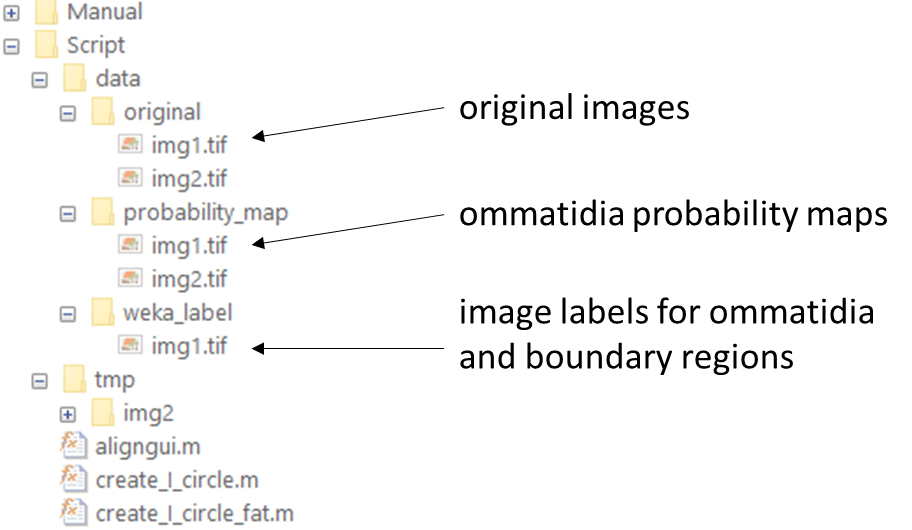 Manual
Script
data
original
img1.tif
original images
img2.tif
probability_map
ommatidia probability maps
img1.tif
img2.tif
weka_label
image labels for ommatidia
and boundary regions
img1.tif
tmp
img2
aligngui.m
create_I_circle.m
create_I_circle_fat.m